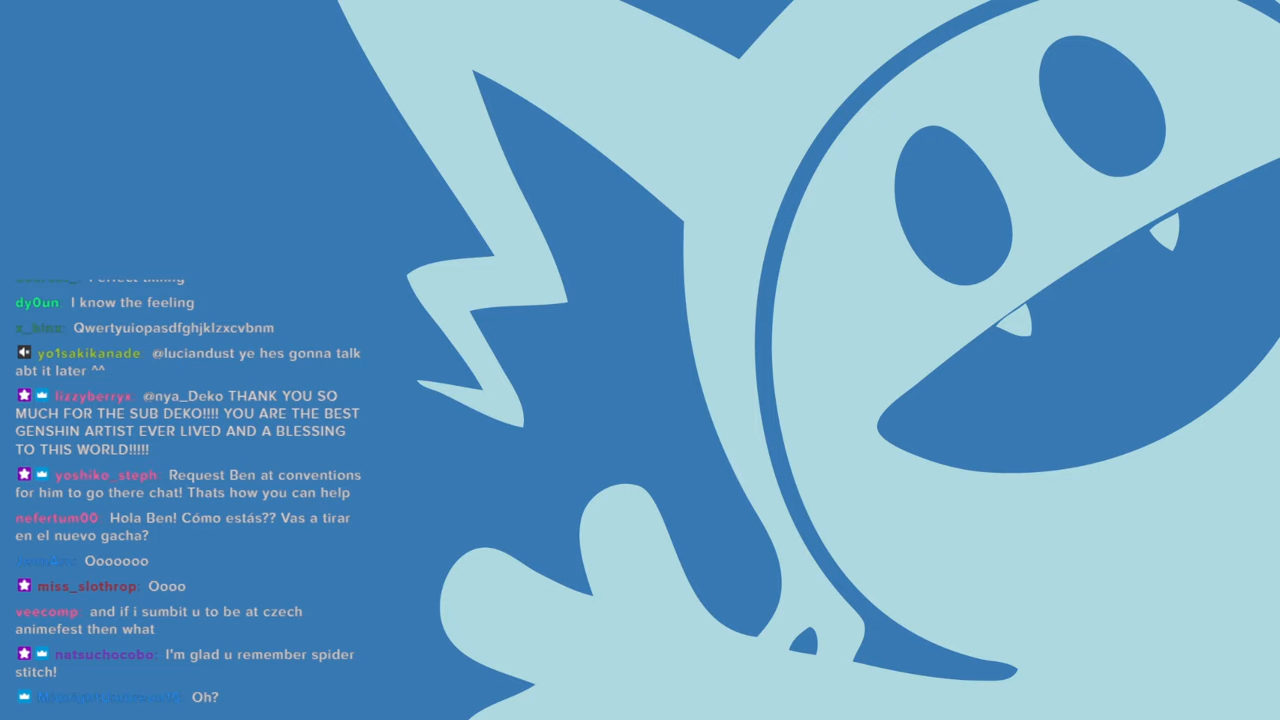 dy0un: I know the feeling
Qwertyuiopasdfghjklzxcvbnm
yo1sakikanade: @luciandust ye hes gonna talk
abt it later ^^
lizzyberryx: @nya_Deko THANK YOU SO
MUCH FOR THE SUB DEKO!!!! YOU ARE THE BEST
GENSHIN ARTIST EVER LIVED AND A BLESSING
TO THIS WORLD!!!!!
yoshiko_steph: Request Ben at conventions
for him to go there chat! Thats how you can help
nefertum00: Hola Ben! Cómo estás?? Vas a tirar
en el nuevo gacha?
Ooooooo
miss_slothrop: Oooo
veecomp: and if i sumbit u to be at czech
animefest then what
natsuchocobo: I'm glad u remember spider
stitch!
Oh?